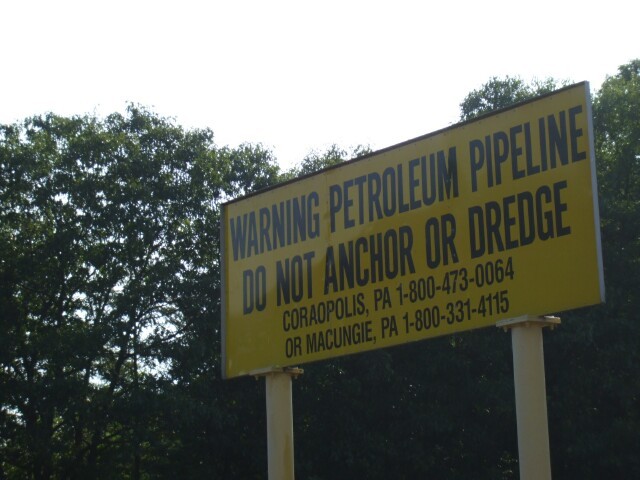 WARNING PETROLEUM PIPELINE
DO NOT ANCHOR OR DREDGE
CORAOPOLIS, PA 1-800-473-0064
OR MACUNGIE, PA 1-800-331-4115